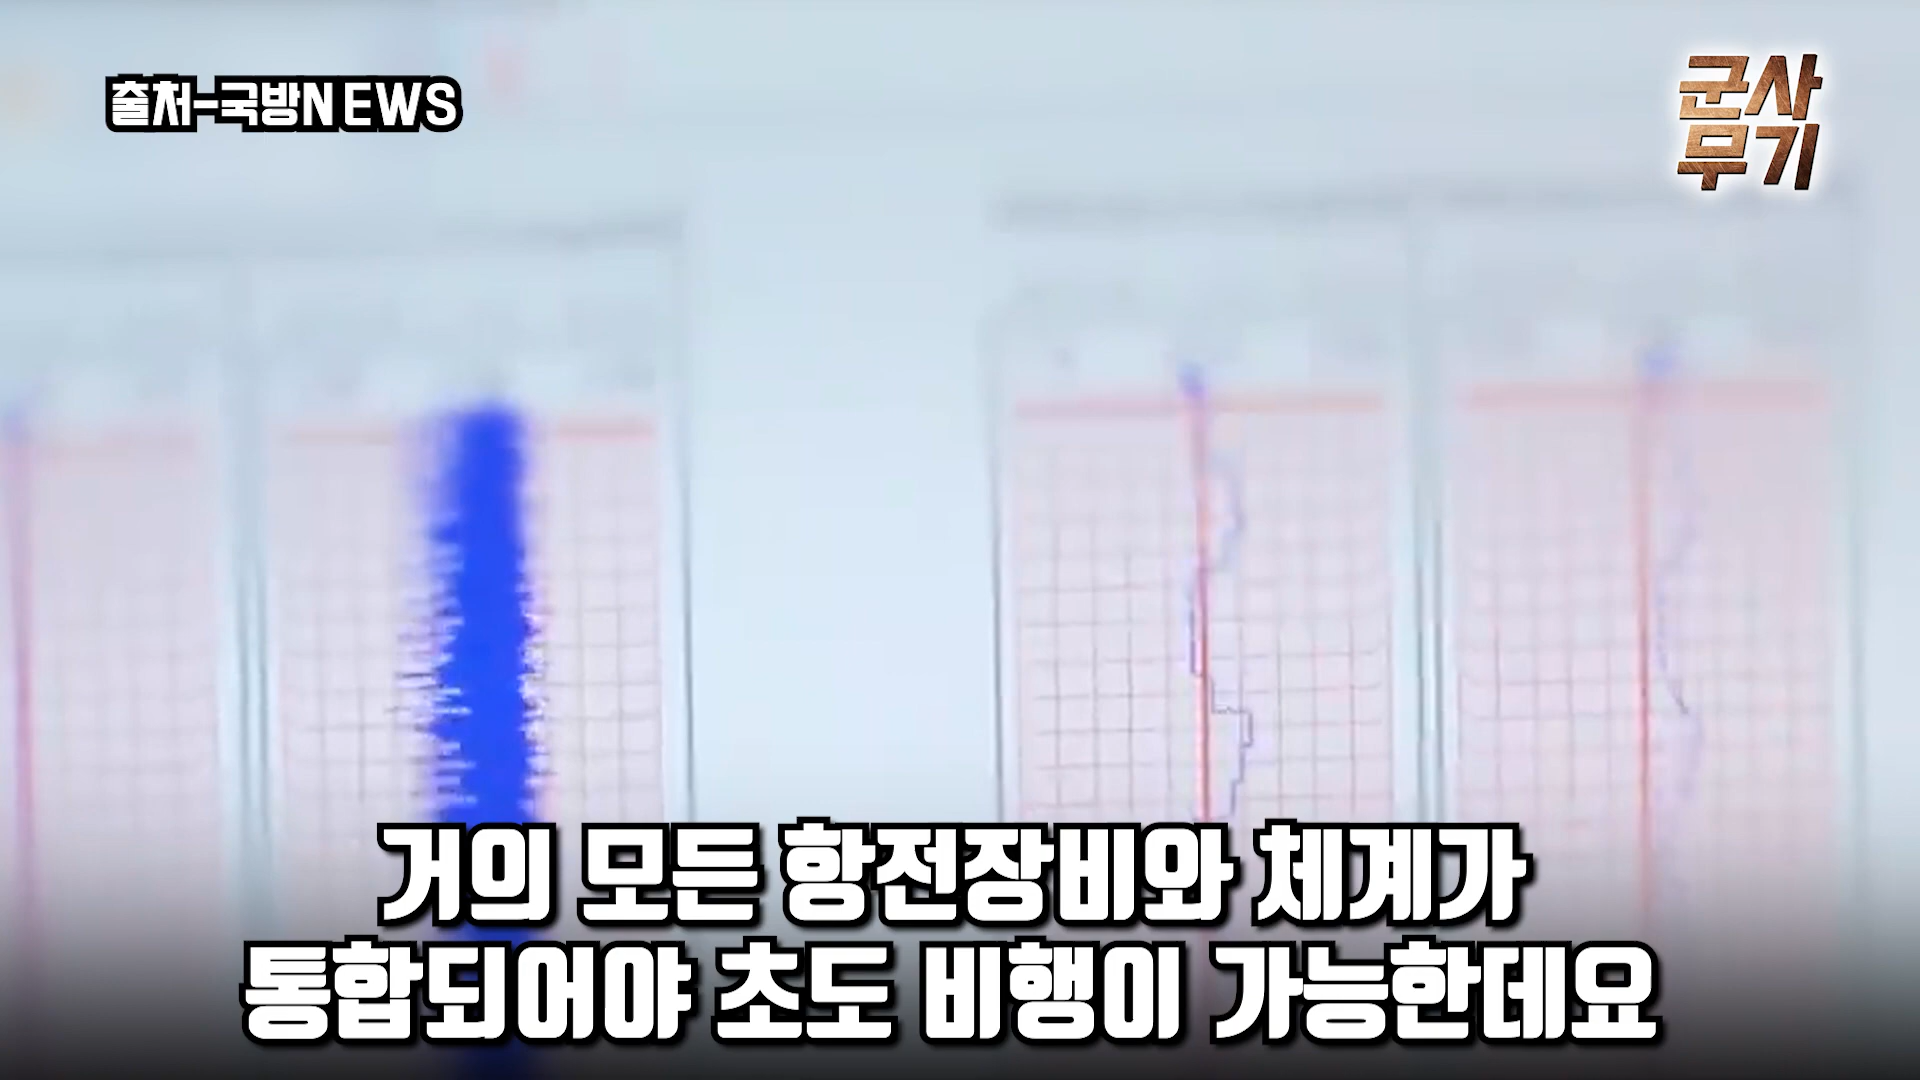 출처-국방NEWS
군사
무기
거의 모든 항전장비와 체계가
통합되어야 초도 비행이 가능한데요